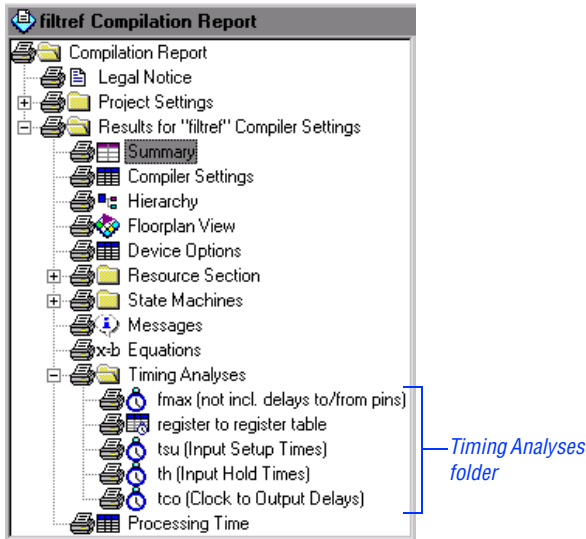 filtref Compilation Report
Compilation Report
Legal Notice
Project Settings
Results for "filtref" Compiler Settings
Summary
Compiler Settings
Hierarchy
Floorplan View
Device Options
Resource Section
State Machines
Messages
x=b Equations
Timing Analyses
fmax (not incl. delays to/from pins)
register to register table
tsu (Input Setup Times)
th (Input Hold Times)
tco (Clock to Output Delays)
Processing Time
Timing Analyses
folder